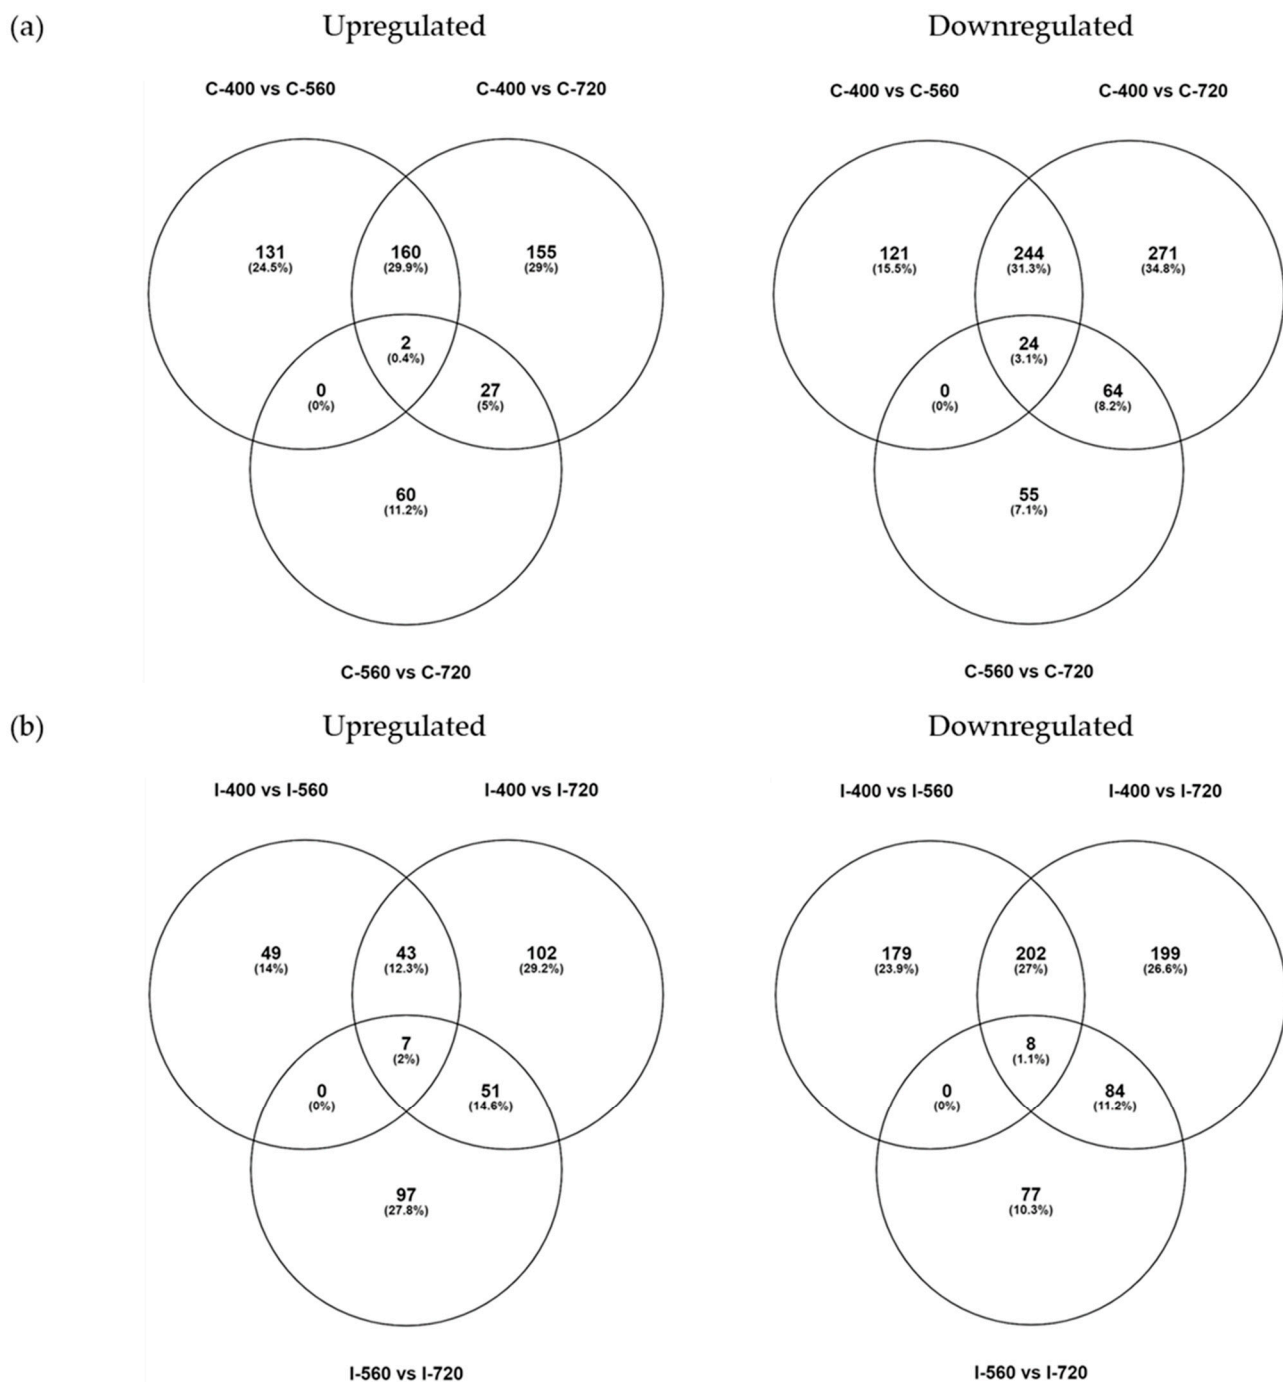 (a) Upregulated Downregulated
C-400 vs C-560 C-400 vs C-720 C-400 vs C-560 C-400 vs C-720
131 160 155 121 244 271
(24.5%) (29.9%) (29%) (15.5%) (31.3%) (34.8%)
2 24
(0.4%) (3.1%)
0 27 0 64
(0%) (5%) (0%) (8.2%)
60 55
(11.2%) (7.1%)
C-560 vs C-720 C-560 vs C-720
(b) Upregulated Downregulated
I-400 vs I-560 I-400 vs I-720 I-400 vs I-560 I-400 vs I-720
49 43 102 179 202 199
(14%) (12.3%) (29.2%) (23.9%) (27%) (26.6%)
7 8
(2%) (1.1%)
0 51 0 84
(0%) (14.6%) (0%) (11.2%)
97 77
(27.8%) (10.3%)
I-560 vs I-720 I-560 vs I-720